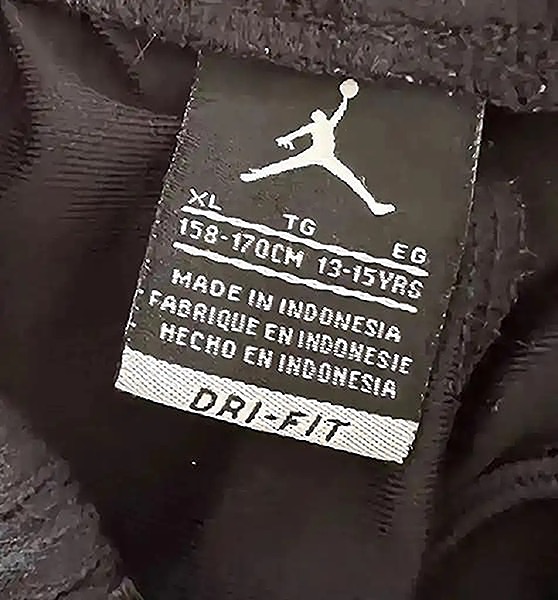 XL TG EG
158-170CM 13-15YRS
MADE IN INDONESIA
FABRIQUE EN INDONESIE
HECHO EN INDONESIA
DRI-FIT